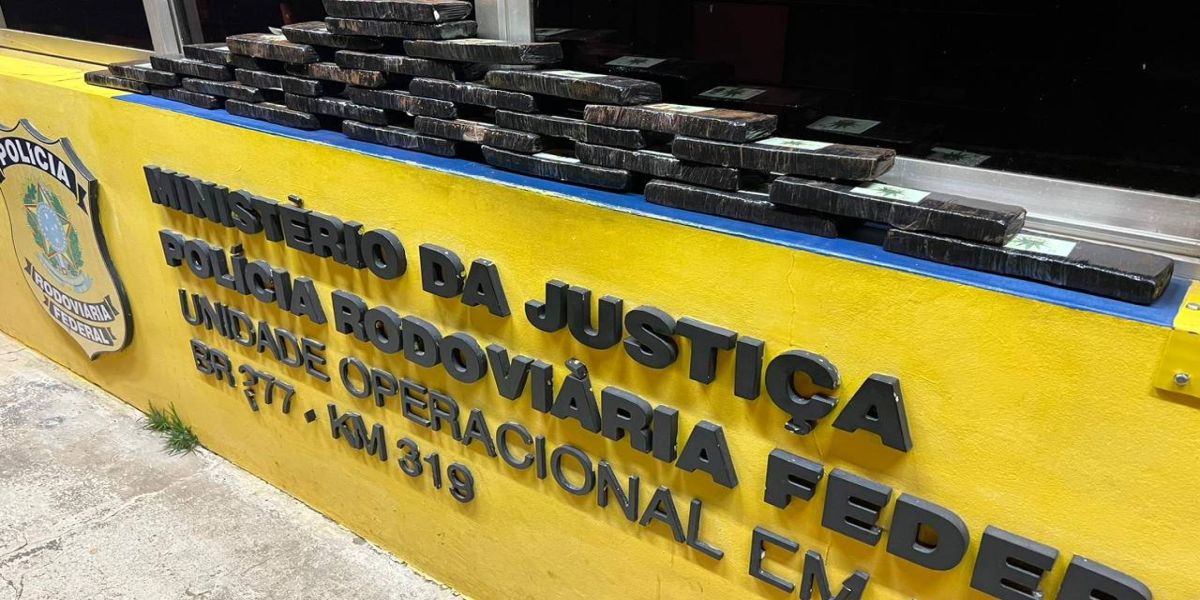 POLÍCIA
RODOVIÁRIA
FEDERAL
MINISTÉRIO DA JUSTIÇA
POLÍCIA RODOVIÁRIA FEDER
UNIDADE OPERACIONAL EM
BR 277 • KM 319